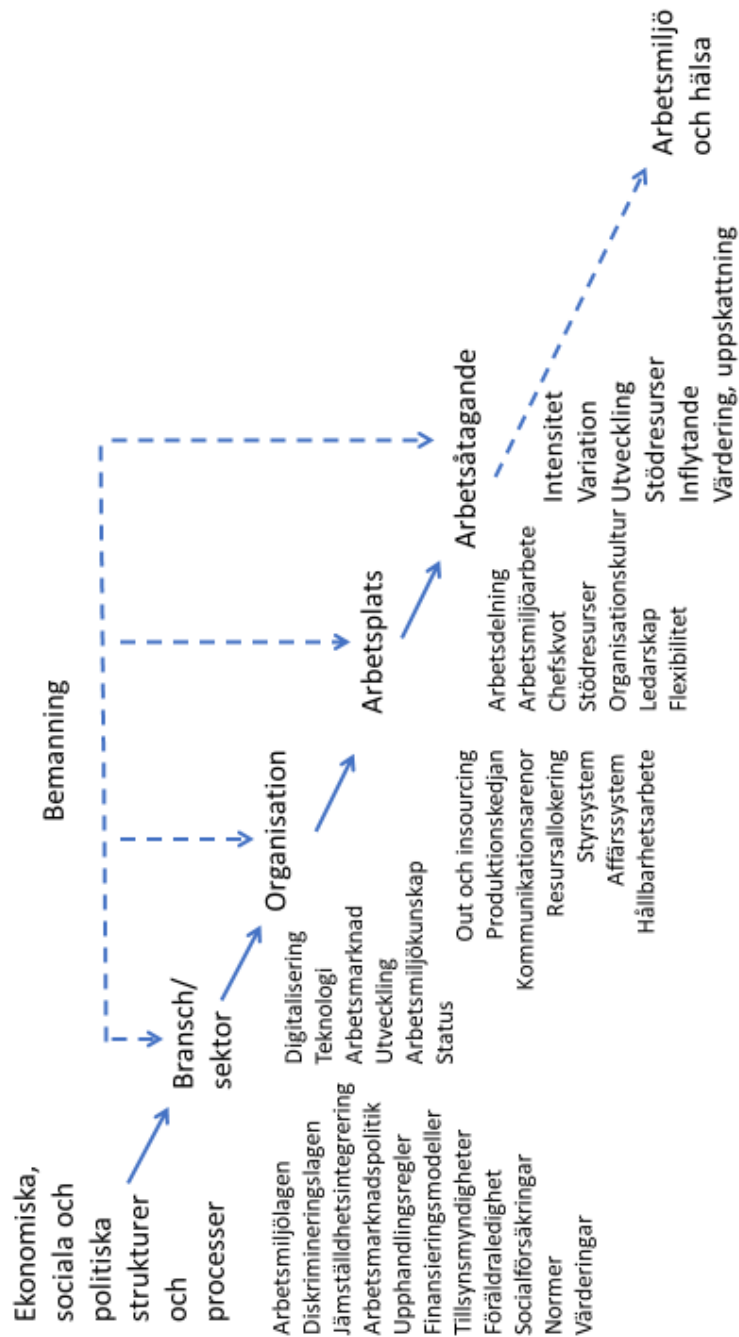 Ekonomiska,
sociala och
politiska
strukturer
och
processer
Bemanning
Bransch/
sektor
Organisation
Arbetsplats
Arbetsåtagande
Arbetsmiljö
och hälsa
Arbetsmiljölagen
Diskrimineringslagen
Jämställdhetsintegrering
Arbetsmarknadspolitik
Upphandlingsregler
Finansieringsmodeller
Tillsynsmyndigheter
Föräldraledighet
Socialförsäkringar
Normer
Värderingar
Digitalisering
Teknologi
Arbetsmarknad
Utveckling
Arbetsmiljökunskap
Status
Out och insourcing
Produktionskedjan
Kommunikationsarenor
Resursallokering
Styrsystem
Affärssystem
Hållbarhetsarbete
Arbetsdelning
Arbetsmiljöarbete
Chefskvot
Stödresurser
Organisationskultur
Ledarskap
Flexibilitet
Intensitet
Variation
Utveckling
Stödresurser
Inflytande
Värdering, uppskattning